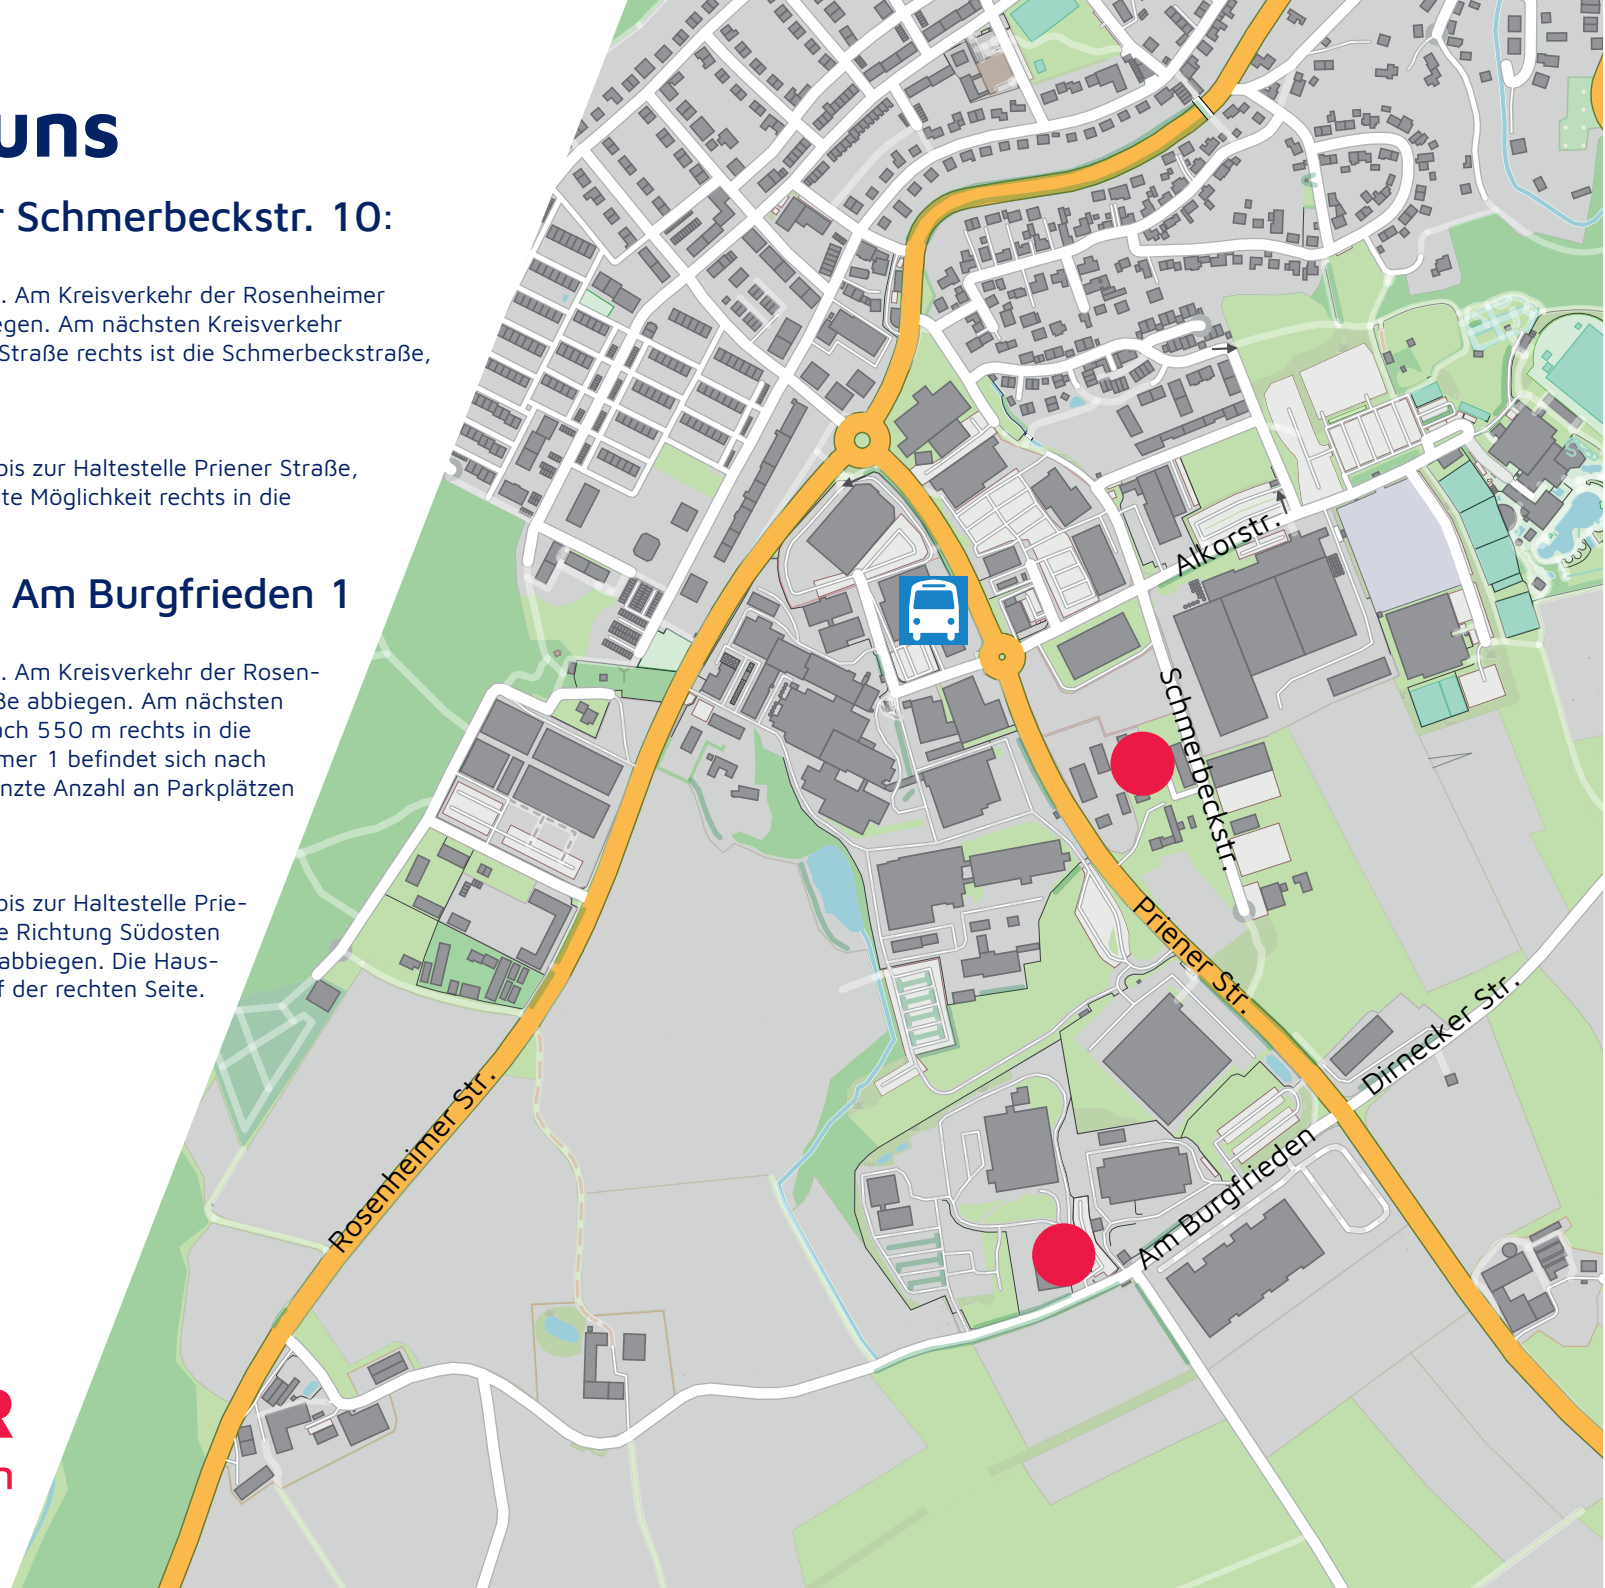 uns
r Schmerbeckstr. 10:
. Am Kreisverkehr der Rosenheimer
egen. Am nächsten Kreisverkehr
Straße rechts ist die Schmerbeckstraße,
bis zur Haltestelle Priener Straße,
te Möglichkeit rechts in die
Am Burgfrieden 1
. Am Kreisverkehr der Rosen-
ße abbiegen. Am nächsten
ach 550 m rechts in die
mer 1 befindet sich nach
nzte Anzahl an Parkplätzen
bis zur Haltestelle Prie-
e Richtung Südosten
abbiegen. Die Haus-
f der rechten Seite.
R
n
Alkorstr.
Schmerbeckstr.
Priener Str.
Dirnecker Str.
Am Burgfrieden
Rosenheimer Str.